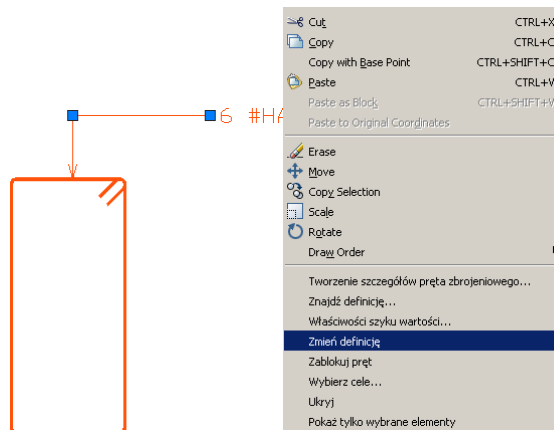 Cut CTRL+X
Copy CTRL+C
Copy with Base Point CTRL+SHIFT+C
Paste CTRL+V
Paste as Block CTRL+SHIFT+V
Paste to Original Coordinates
6 #HA
Erase
Move
Copy Selection
Scale
Rotate
Draw Order
Tworzenie szczegółów pręta zbrojeniowego...
Znajdź definicję...
Właściwości szyku wartości...
Zmień definicję
Zablokuj pręt
Wybierz cele...
Ukryj
Pokaż tylko wybrane elementy